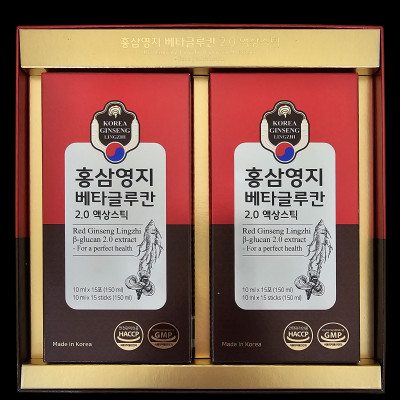 홍삼영지 베타글루칸 2.0 액상스틱
KOREA
GINSENG
LINGZHI
홍삼영지
베타글루칸
2.0 액상스틱
Red Ginseng Lingzhi
β-glucan 2.0 extract
- For a perfect health
10 ml x 15포 (150 ml)
10 ml x 15 sticks (150 ml)
Made in Korea
HACCP
GMP
KOREA
GINSENG
LINGZHI
홍삼영지
베타글루칸
2.0 액상스틱
Red Ginseng Lingzhi
β-glucan 2.0 extract
- For a perfect health
10 ml x 15포 (150 ml)
10 ml x 15 sticks (150 ml)
Made in Korea
HACCP
GMP